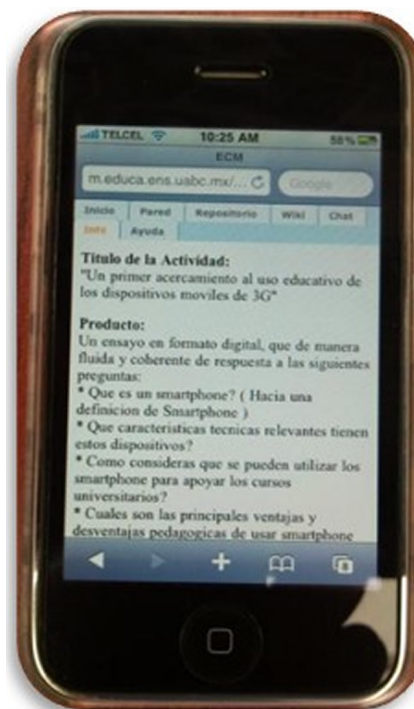 TELCEL 10:25 AM 58%
ECM
m.educa.ens.uabc.mx/... Google
Inicio Pared Repositorio Wiki Chat
Info Ayuda
Titulo de la Actividad:
"Un primer acercamiento al uso educativo de
los dispositivos moviles de 3G"
Producto:
Un ensayo en formato digital, que de manera
fluida y coherente de respuesta a las siguientes
preguntas:
* Que es un smartphone? ( Hacia una
definicion de Smartphone )
* Que caracteristicas tecnicas relevantes tienen
estos dispositivos?
* Como consideras que se pueden utilizar los
smartphone para apoyar los cursos
universitarios?
* Cuales son las principales ventajas y
desventajas pedagogicas de usar smartphone